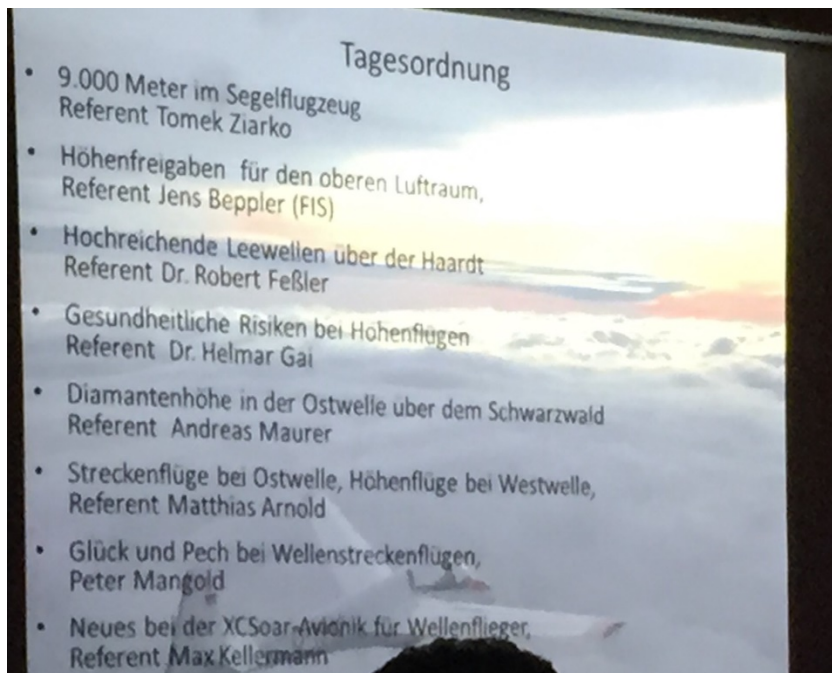 Tagesordnung
• 9.000 Meter im Segelflugzeug
Referent Tomek Ziarko
• Höhenfreigaben für den oberen Luftraum,
Referent Jens Beppler (FIS)
• Hochreichende Leewellen über der Haardt
Referent Dr. Robert Feßler
• Gesundheitliche Risiken bei Höhenflügen
Referent Dr. Helmar Gai
• Diamantenhöhe in der Ostwelle über dem Schwarzwald
Referent Andreas Maurer
• Streckenflüge bei Ostwelle, Höhenflüge bei Westwelle,
Referent Matthias Arnold
• Glück und Pech bei Wellenstreckenflügen,
Peter Mangold
• Neues bei der XCSoar-Avionik für Wellenflieger,
Referent Max Kellermann